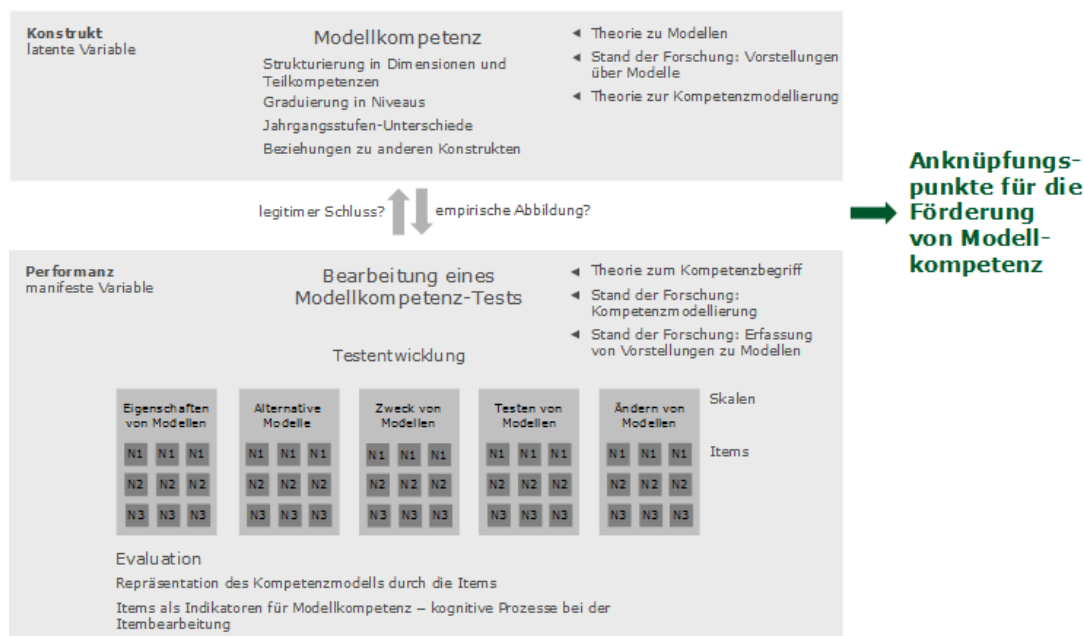 Konstrukt
latente Variable
Modellkompetenz
Strukturierung in Dimensionen und
Teilkompetenzen
Graduierung in Niveaus
Jahrgangsstufen-Unterschiede
Beziehungen zu anderen Konstrukten
Theorie zu Modellen
Stand der Forschung: Vorstellungen
über Modelle
Theorie zur Kompetenzmodellierung
legitimer Schluss?
empirische Abbildung?
Anknüpfungs-
punkte für die
Förderung
von Modell-
kompetenz
Performanz
manifeste Variable
Bearbeitung eines
Modellkompetenz-Tests
Theorie zum Kompetenzbegriff
Stand der Forschung:
Kompetenzmodellierung
Stand der Forschung: Erfassung
von Vorstellungen zu Modellen
Testentwicklung
Eigenschaften
von Modellen
N1 N1 N1
N2 N2 N2
N3 N3 N3
Alternative
Modelle
N1 N1 N1
N2 N2 N2
N3 N3 N3
Zweck von
Modellen
N1 N1 N1
N2 N2 N2
N3 N3 N3
Testen von
Modellen
N1 N1 N1
N2 N2 N2
N3 N3 N3
Ändern von
Modellen
N1 N1 N1
N2 N2 N2
N3 N3 N3
Skalen
Items
Evaluation
Repräsentation des Kompetenzmodells durch die Items
Items als Indikatoren für Modellkompetenz – kognitive Prozesse bei der
Itembearbeitung